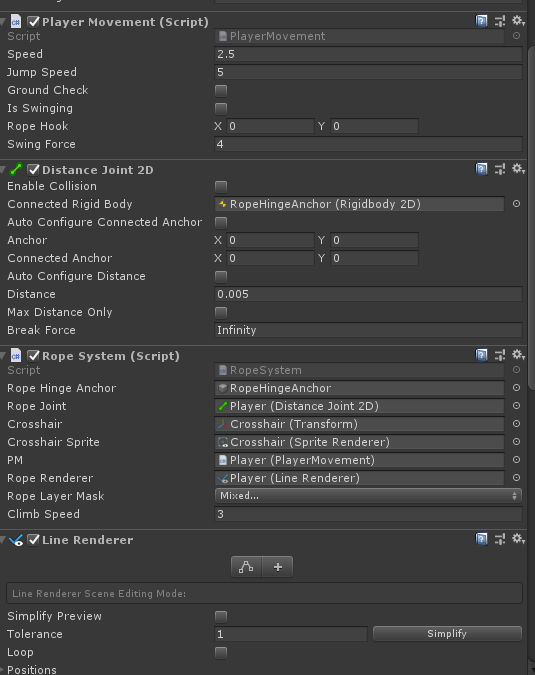 Player Movement (Script)
Script PlayerMovement
Speed 2.5
Jump Speed 5
Ground Check
Is Swinging
Rope Hook X 0 Y 0
Swing Force 4
Distance Joint 2D
Enable Collision
Connected Rigid Body RopeHingeAnchor (Rigidbody 2D)
Auto Configure Connected Anchor
Anchor X 0 Y 0
Connected Anchor X 0 Y 0
Auto Configure Distance
Distance 0.005
Max Distance Only
Break Force Infinity
Rope System (Script)
Script RopeSystem
Rope Hinge Anchor RopeHingeAnchor
Rope Joint Player (Distance Joint 2D)
Crosshair Crosshair (Transform)
Crosshair Sprite Crosshair (Sprite Renderer)
PM Player (PlayerMovement)
Rope Renderer Player (Line Renderer)
Rope Layer Mask Mixed...
Climb Speed 3
Line Renderer
Line Renderer Scene Editing Mode:
Simplify Preview
Tolerance 1 Simplify
Loop
Positions